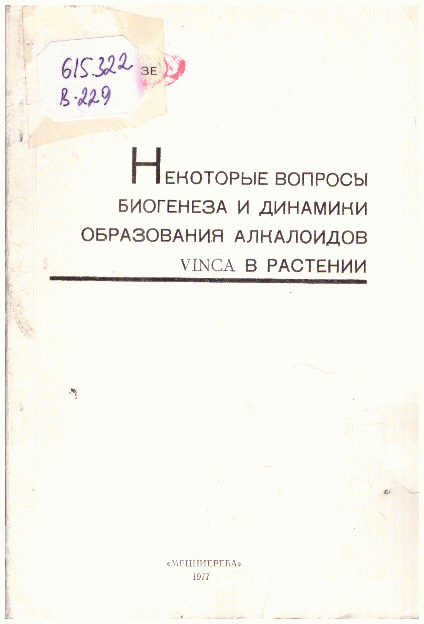 615.322
В-229
ЗЕ
НЕКОТОРЫЕ ВОПРОСЫ
БИОГЕНЕЗА И ДИНАМИКИ
ОБРАЗОВАНИЯ АЛКАЛОИДОВ
VINCA В РАСТЕНИИ
«МЕЦНИЕРЕБА»
1977